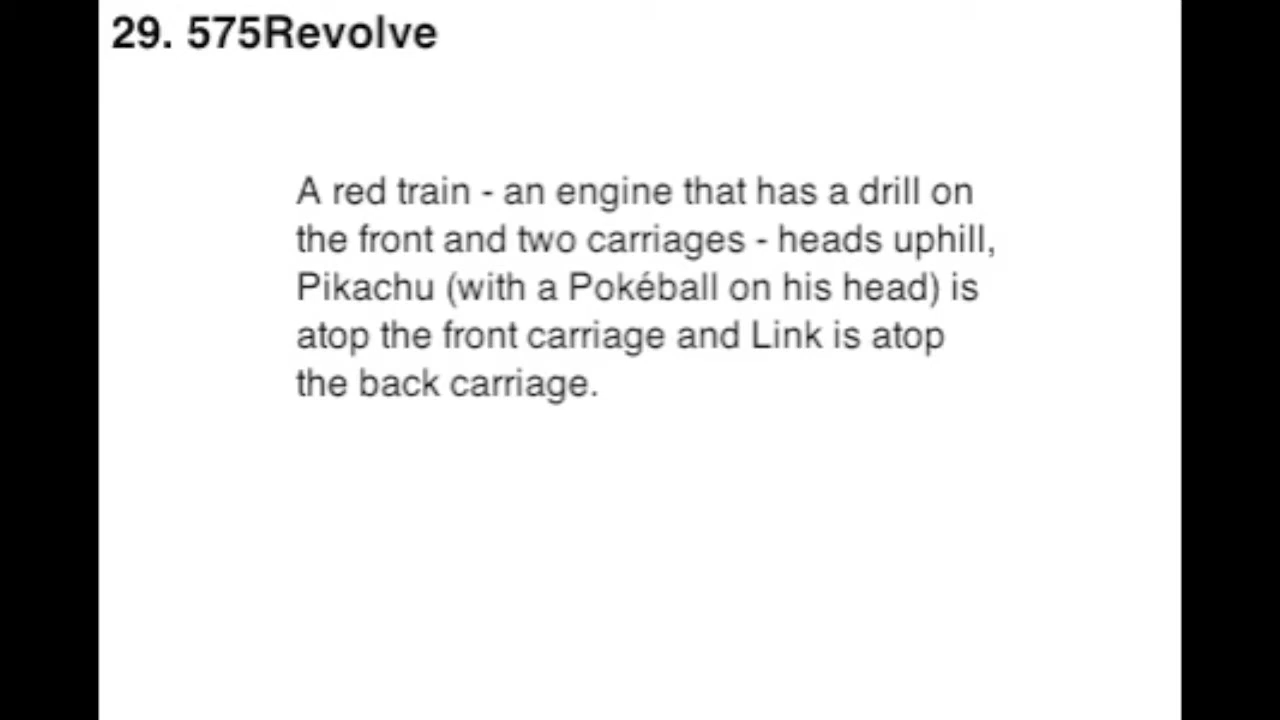 29. 575Revolve
A red train - an engine that has a drill on
the front and two carriages - heads uphill,
Pikachu (with a Pokéball on his head) is
atop the front carriage and Link is atop
the back carriage.